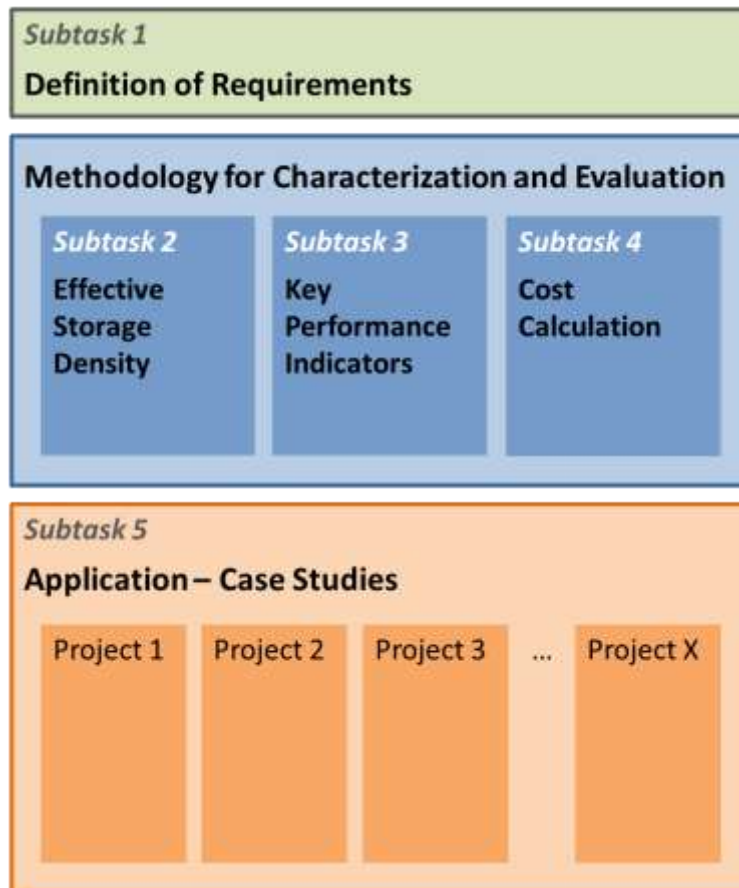 Subtask 1
Definition of Requirements
Methodology for Characterization and Evaluation
Subtask 2
Effective
Storage
Density
Subtask 3
Key
Performance
Indicators
Subtask 4
Cost
Calculation
Subtask 5
Application – Case Studies
Project 1
Project 2
Project 3
...
Project X